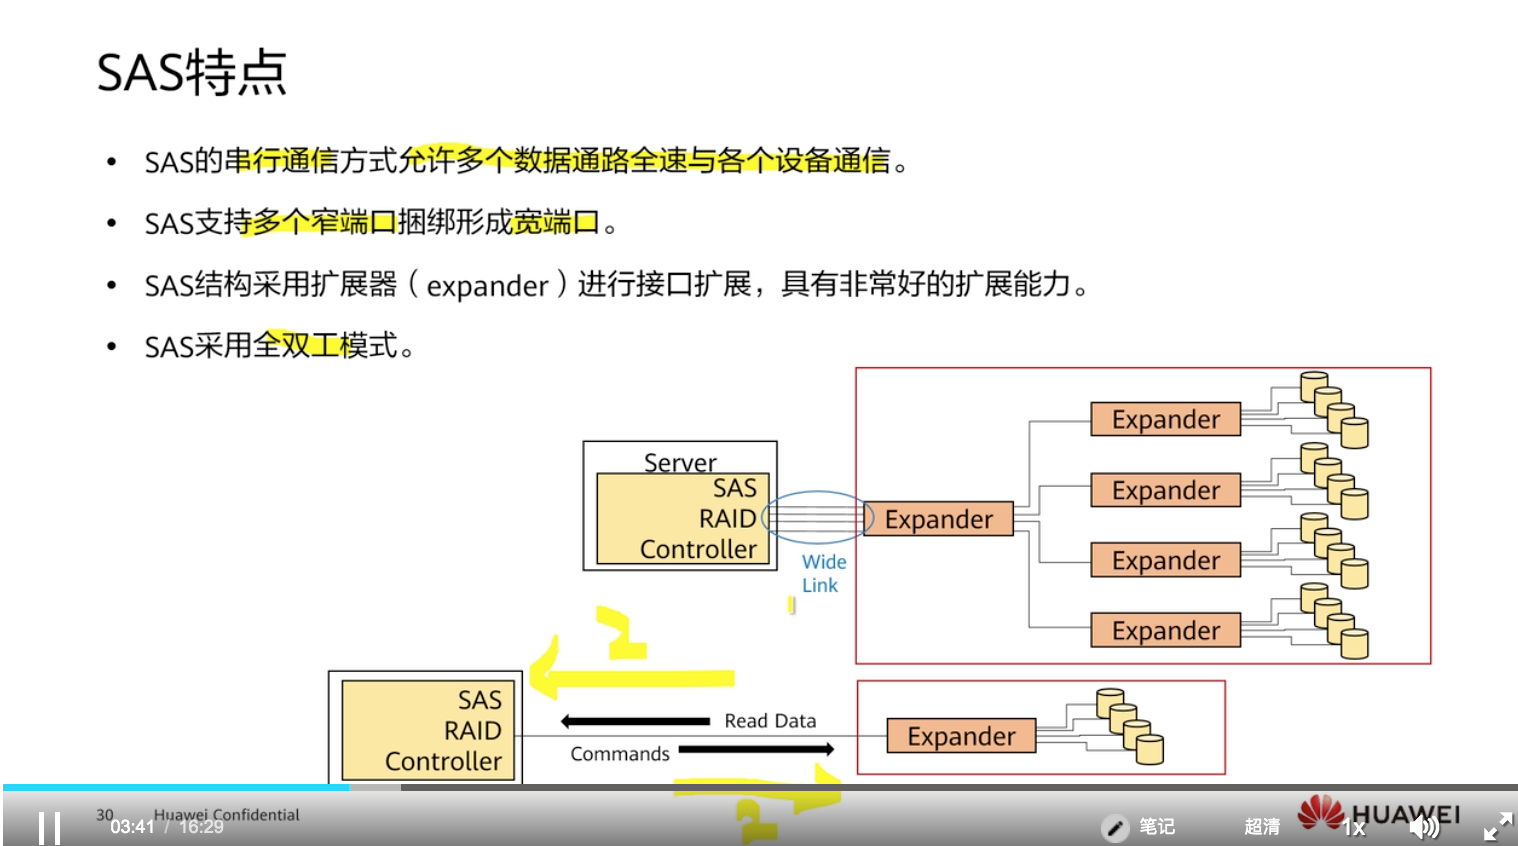 SAS特点
• SAS的串行通信方式允许多个数据通路全速与各个设备通信。
• SAS支持多个窄端口捆绑形成宽端口。
• SAS结构采用扩展器（expander）进行接口扩展，具有非常好的扩展能力。
• SAS采用全双工模式。
Server
SAS
RAID
Controller
Wide
Link
Expander
Expander
Expander
Expander
Expander
2
SAS
RAID
Controller
Read Data
Commands
Expander
2
30 Huawei Confidential
HUAWEI
03:41 / 16:29
笔记
超清
1x